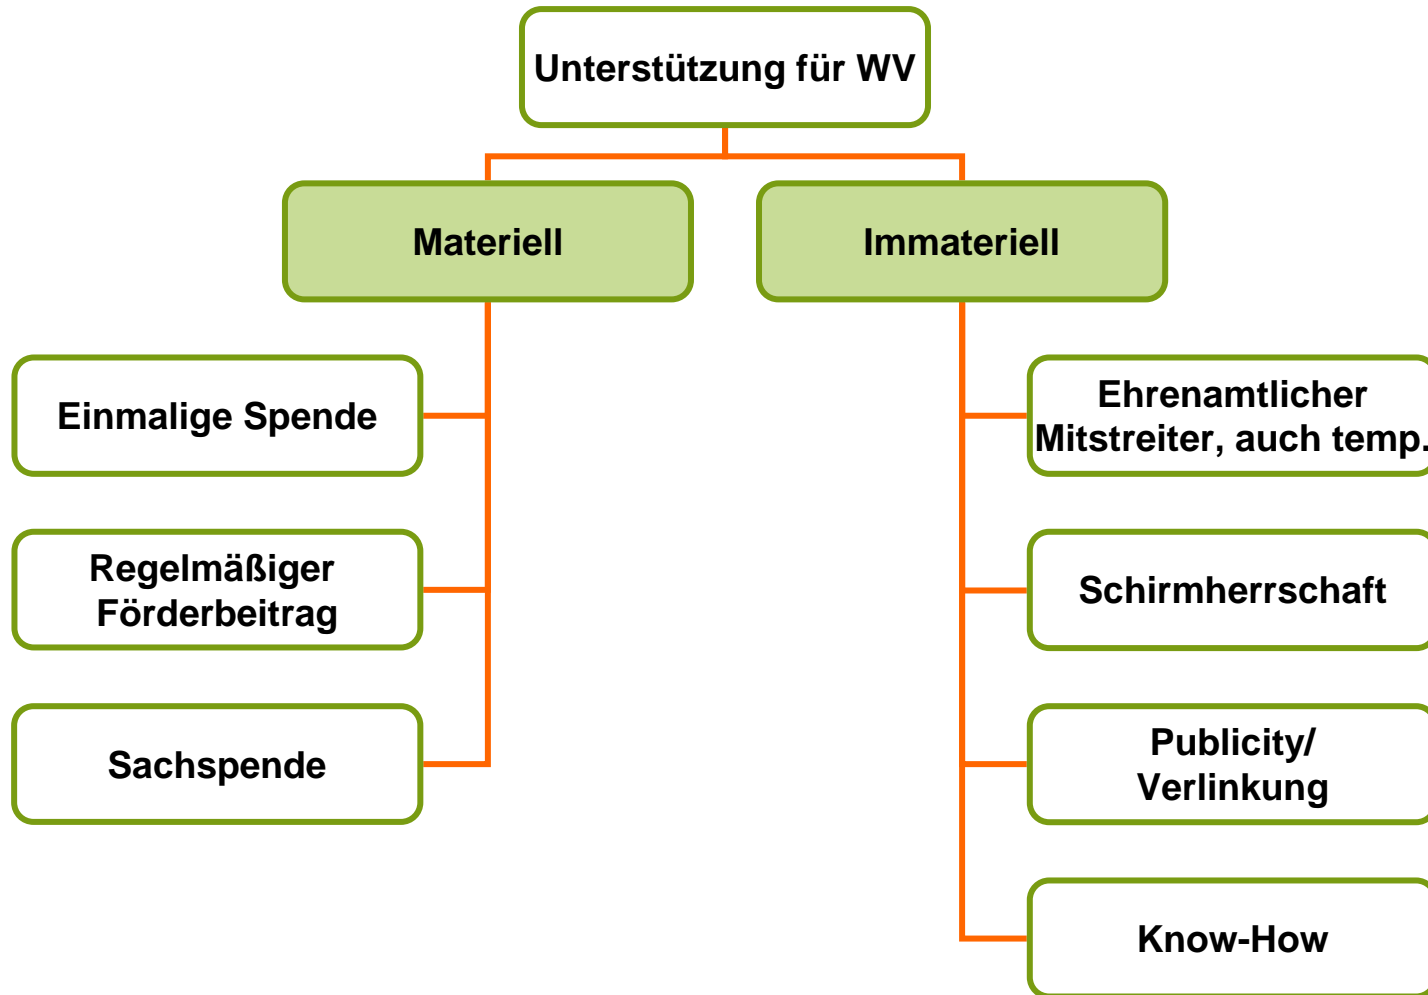 Unterstützung für WV
Materiell
Immateriell
Einmalige Spende
Regelmäßiger
Förderbeitrag
Sachspende
Ehrenamtlicher
Mitstreiter, auch temp.
Schirmherrschaft
Publicity/
Verlinkung
Know-How